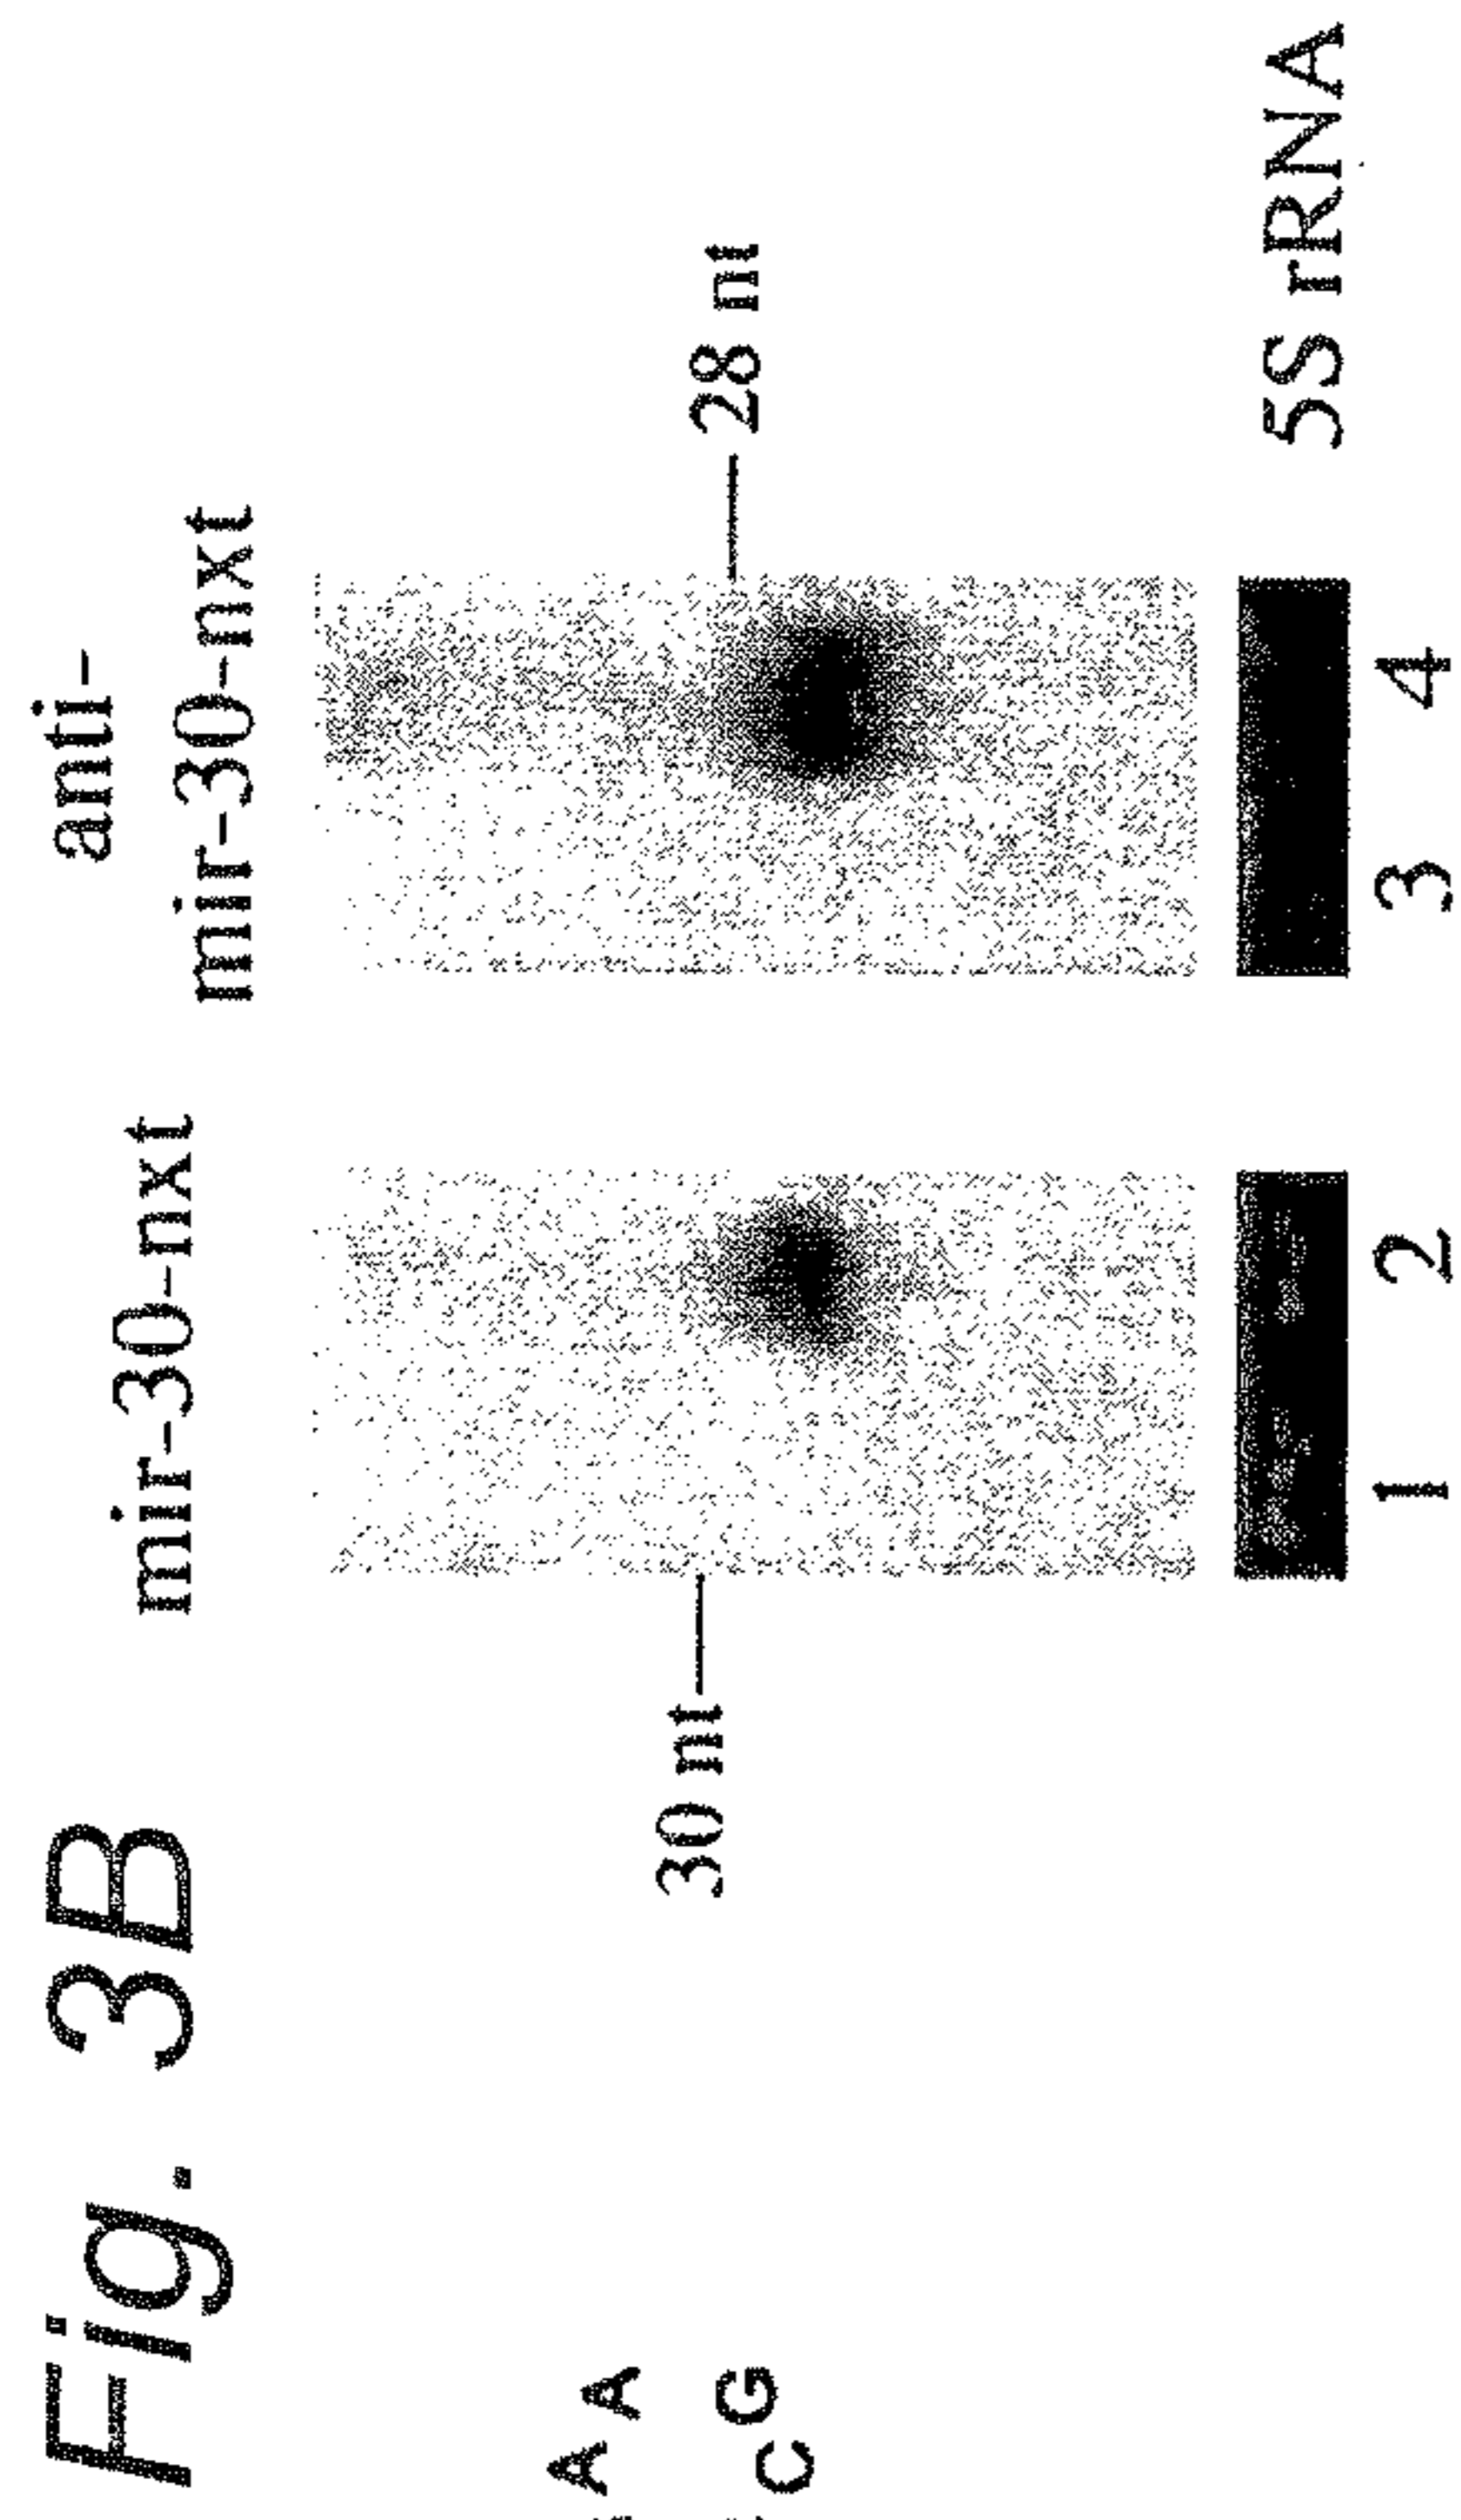 Fig. 3B
anti-
mir-30-nxt
mir-30-nxt
30 nt
28 nt
5S rRNA
1 2 3 4
A A
C G